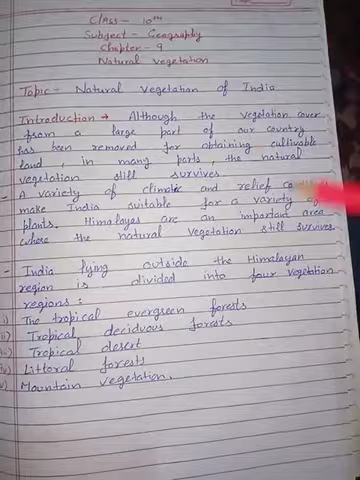 Class - 10th
Subject - Geography
Chapter - 9
Natural vegetation
Topic - Natural vegetation of India
Introduction → Although the vegetation cover
from a large part of our country
has been removed for obtaining cultivable
land, in many parts, the natural
vegetation still survives.
- A variety of climatic and relief
make India suitable for a variety of
plants. Himalayas are an important area
where the natural vegetation still survives
- India lying outside the Himalayan
region is divided into four vegetation
regions:
i) The tropical evergreen forests
ii) Tropical deciduous forests
iii) Tropical desert
iv) Littoral forests
v) Mountain vegetation.